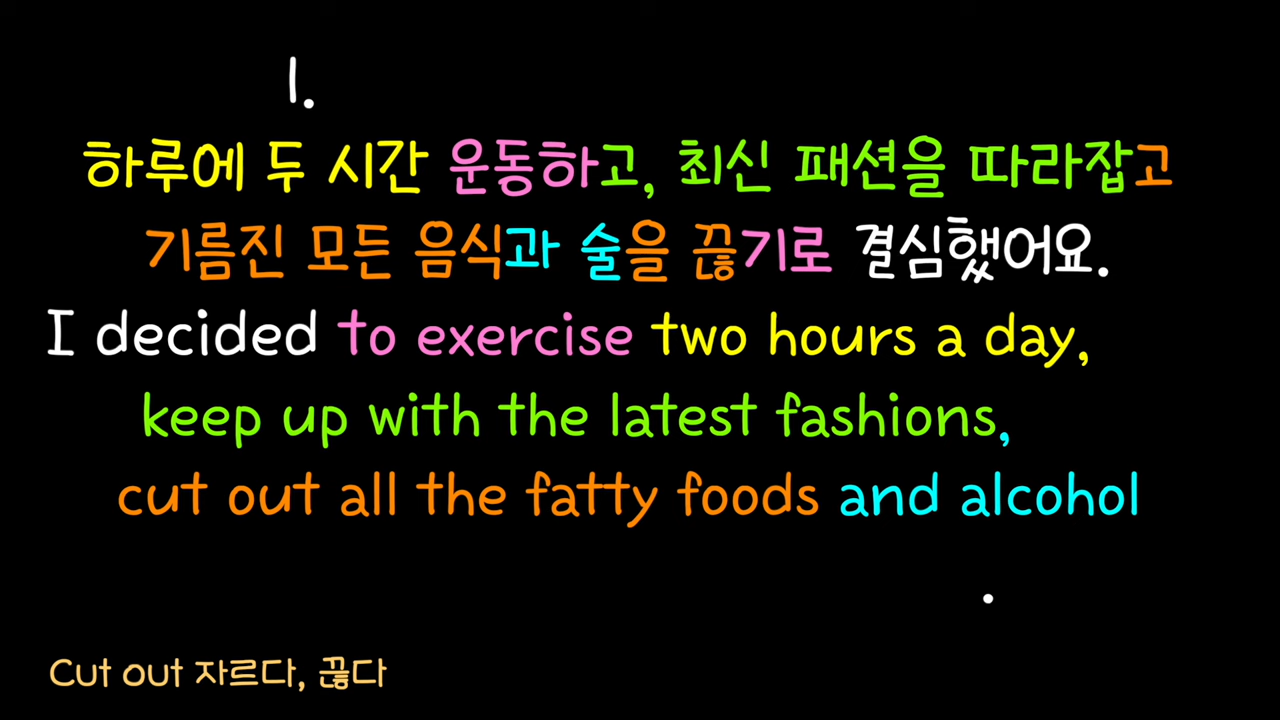 1.
하루에 두 시간 운동하고, 최신 패션을 따라잡고
기름진 모든 음식과 술을 끊기로 결심했어요.
I decided to exercise two hours a day,
keep up with the latest fashions,
cut out all the fatty foods and alcohol
.
Cut out 자르다, 끊다